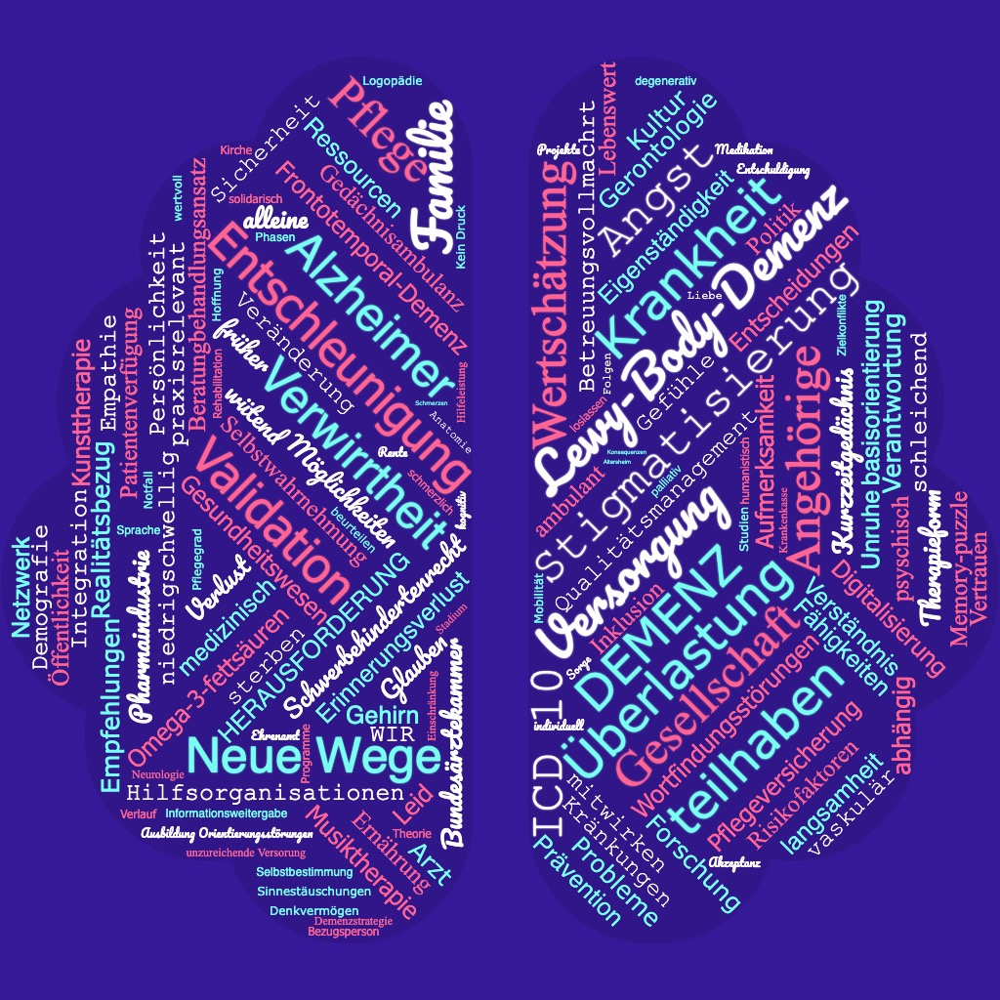 Logopädie
Pflege
Familie
Sicherheit
Ressourcen
Kirche
Gedächnisambulanz
Frontotemporal-Demenz
wertvoll
solidarisch
alleine
Phasen
Kein Druck
Beratungbehandlungsansatz
Alzheimer
Entschleunigung
Hoffnung
Veränderung
früher
Verwirrtheit
Persönlichkeit
praxisrelevant
Empathie
Patientenverfügung
Kunsttherapie
Rehabilitation
Hilfeleistung
Schmerzen
Anatomie
wütend Möglichkeiten
Rente
schmerzlich
kognitiv
Selbstwahrnehmung
beurteilen
Validation
Gesundheitswesen
Realitätsbezug
Integration
Notfall
niedrigschwellig
Sprache
Pflegegrad
Netzwerk
Demografie
Öffentlichkeit
Pharmaindustrie
Verlust
medizinisch
Empfehlungen
Omega-3-fettsäuren
sterben
HERAUSFORDERUNG
Schwerbehindertenrecht
Erinnerungsverlust
Stadium
Glauben
Einschränkung
Bundesärztekammer
Gehirn
WIR
Ehrenamt
Programme
Neue Wege
Neurologie
Hilfsorganisationen
Verlauf
Informationsweitergabe
Leid
Theorie
Ausbildung Orientierungsstörungen
Musiktherapie
Ernährung
Arzt
unzureichende Versorung
Selbstbestimmung
Sinnestäuschungen
Denkvermögen
Demenzstrategie
Bezugsperson
Lebenswert
degenerativ
Kultur
Gerontologie
Projekte
Betreuungsvollmachrt
Angst
Medikation
Entschuldigung
Wertschätzung
Eigenständigkeit
Krankheit
Politik
Liebe
Lewy-Body-Demenz
Entscheidungen
Folgen
Gefühle
loslassen
Stigmatisierung
Zielkonflikte
Konsequenzen
Altersheim
ambulant
palliativ
Qualitätsmanagement
humanistisch
Aufmerksamkeit
Angehörige
Kurzzeitgedächnis
Unruhe basisorientierung
Verantwortung
schleichend
Versorgung
Studien
Krankenkasse
psyschisch
Therapieform
Memory-puzzle
Vertrauen
Digitalisierung
Mobilität
Inklusion
Sorge
DEMENZ
Überlastung
Verständnis
Fähigkeiten
Gesellschaft
individuell
ICD 10
Wortfindungsstörungen
teilhaben
abhängig
mitwirken
Kränkungen
Pflegeversicherung
Risikofaktoren
langsamheit
vaskulär
Prävention
Probleme
Forschung
Akzeptanz